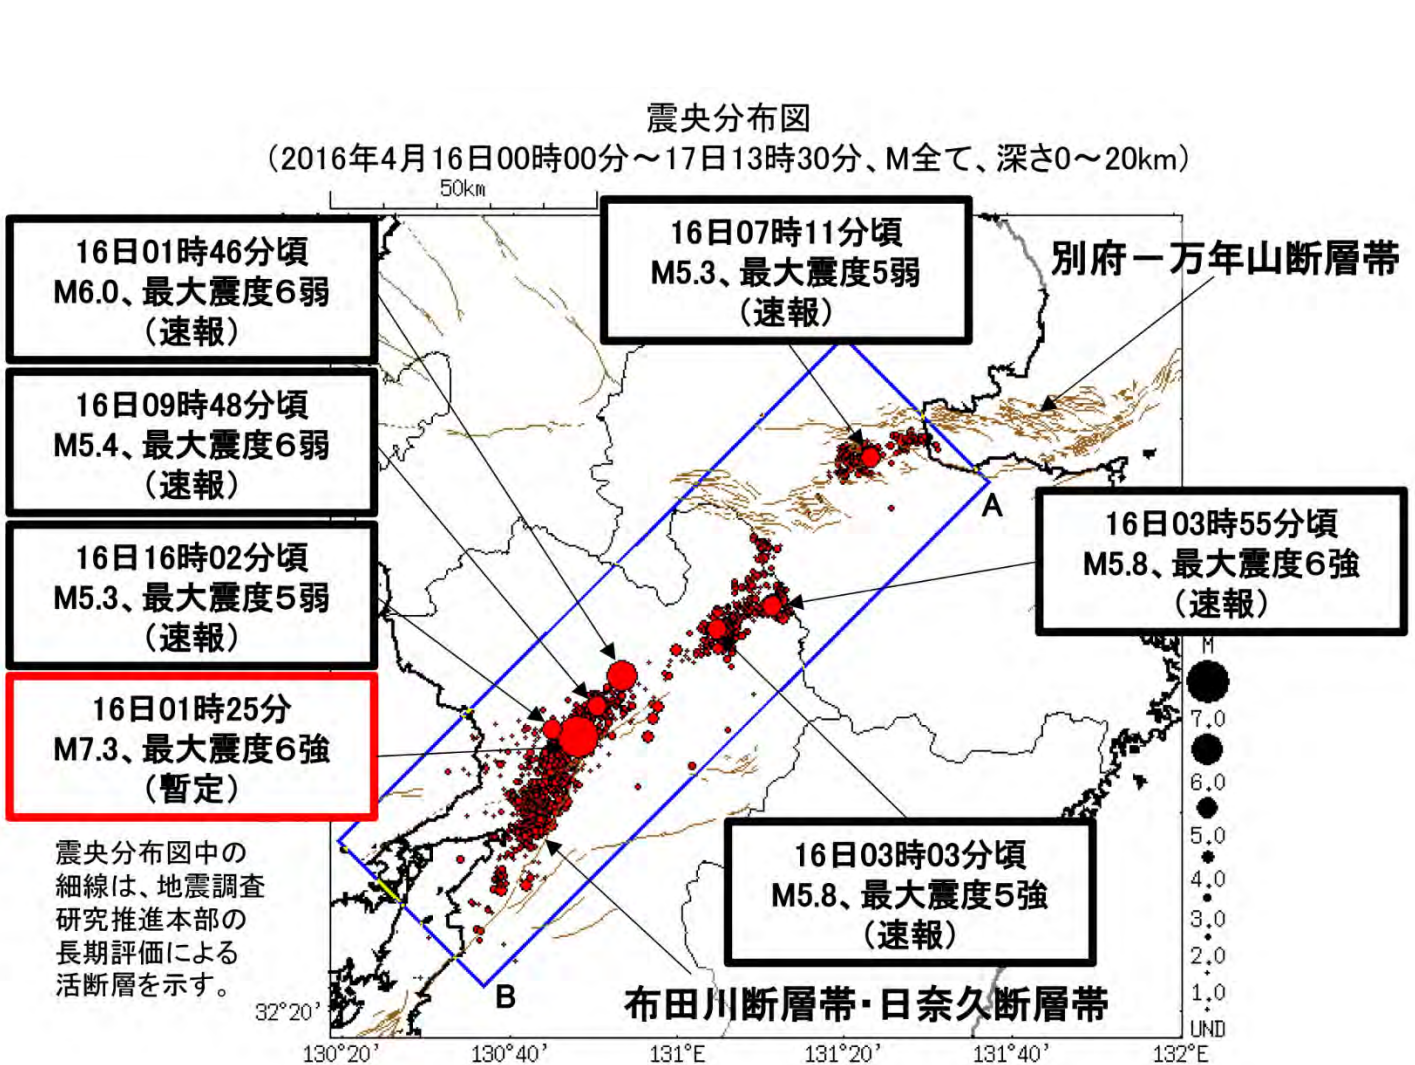 震央分布図
（2016年4月16日00時00分～17日13時30分、M全て、深さ0～20km）
50km
16日01時46分頃
M6.0、最大震度６弱
（速報）
16日07時11分頃
M5.3、最大震度5弱
（速報）
別府－万年山断層帯
16日09時48分頃
M5.4、最大震度６弱
（速報）
A
16日03時55分頃
M5.8、最大震度６強
（速報）
16日16時02分頃
M5.3、最大震度５弱
（速報）
16日01時25分
M7.3、最大震度６強
（暫定）
M
7.0
6.0
5.0
4.0
3.0
2.0
1.0
UND
16日03時03分頃
M5.8、最大震度５強
（速報）
震央分布図中の
細線は、地震調査
研究推進本部の
長期評価による
活断層を示す。
B
布田川断層帯・日奈久断層帯
32°20'
130°20'
130°40'
131°E
131°20'
131°40'
132°E